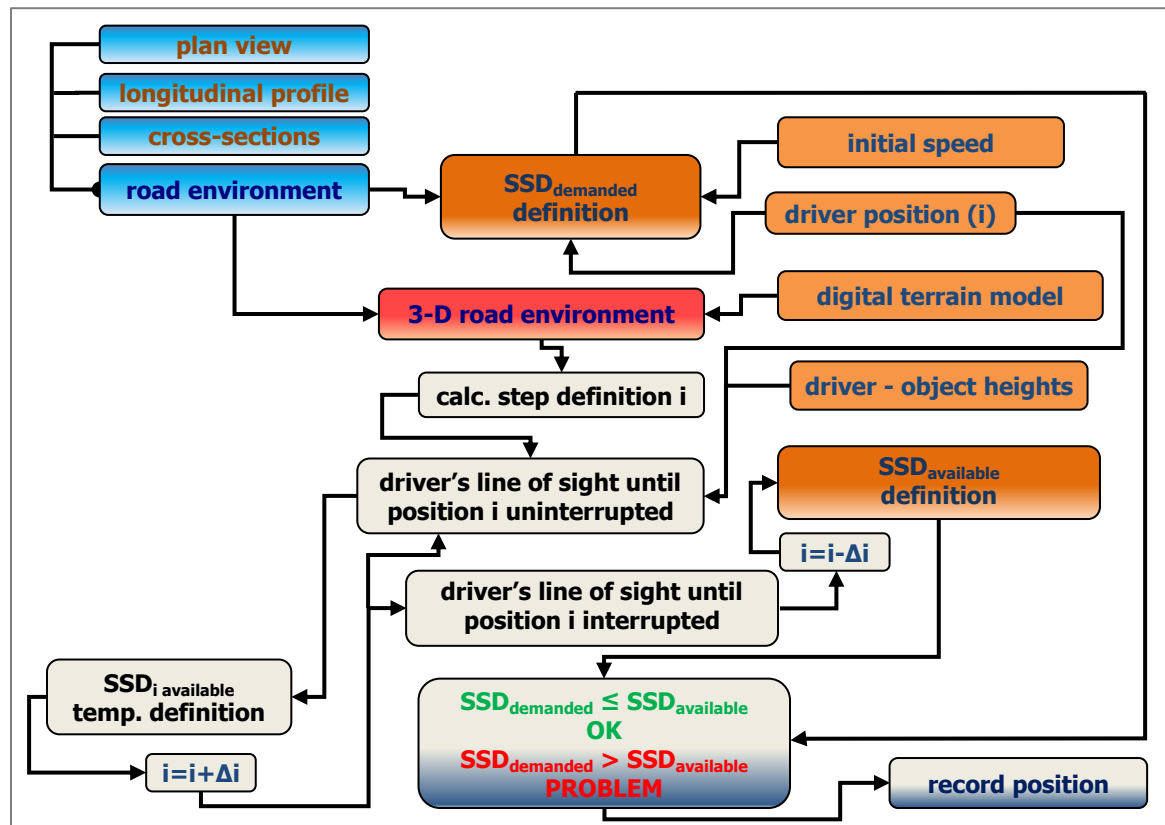 plan view
longitudinal profile
cross-sections
road environment
SSDdemanded
definition
initial speed
driver position (i)
digital terrain model
3-D road environment
driver - object heights
calc. step definition i
driver’s line of sight until
position i uninterrupted
SSDavailable
definition
i=i-Δi
driver’s line of sight until
position i interrupted
SSDi available
temp. definition
i=i+Δi
SSDdemanded ≤ SSDavailable
OK
SSDdemanded > SSDavailable
PROBLEM
record position